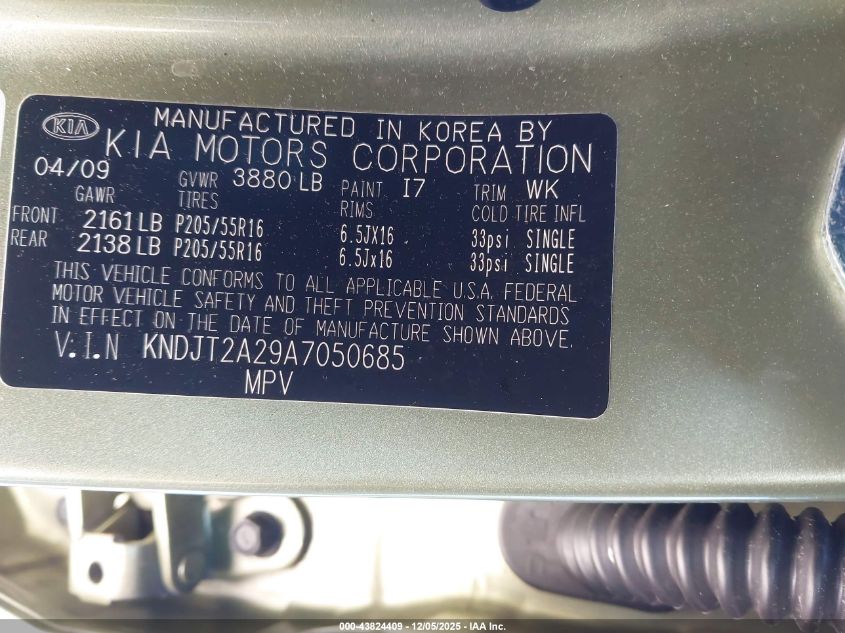 KIA MANUFACTURED IN KOREA BY
KIA MOTORS CORPORATION
04/09 GVWR 3880 LB PAINT I7 TRIM WK
GAWR TIRES RIMS COLD TIRE INFL
FRONT 2161 LB P205/55R16 6.5JX16 33psi SINGLE
REAR 2138 LB P205/55R16 6.5Jx16 33psi SINGLE
THIS VEHICLE CONFORMS TO ALL APPLICABLE U.S.A. FEDERAL
MOTOR VEHICLE SAFETY AND THEFT PREVENTION STANDARDS
IN EFFECT ON THE DATE OF MANUFACTURE SHOWN ABOVE.
V.I.N KNDJT2A29A7050685
MPV
000-43824409 - 12/05/2025 - IAA Inc.